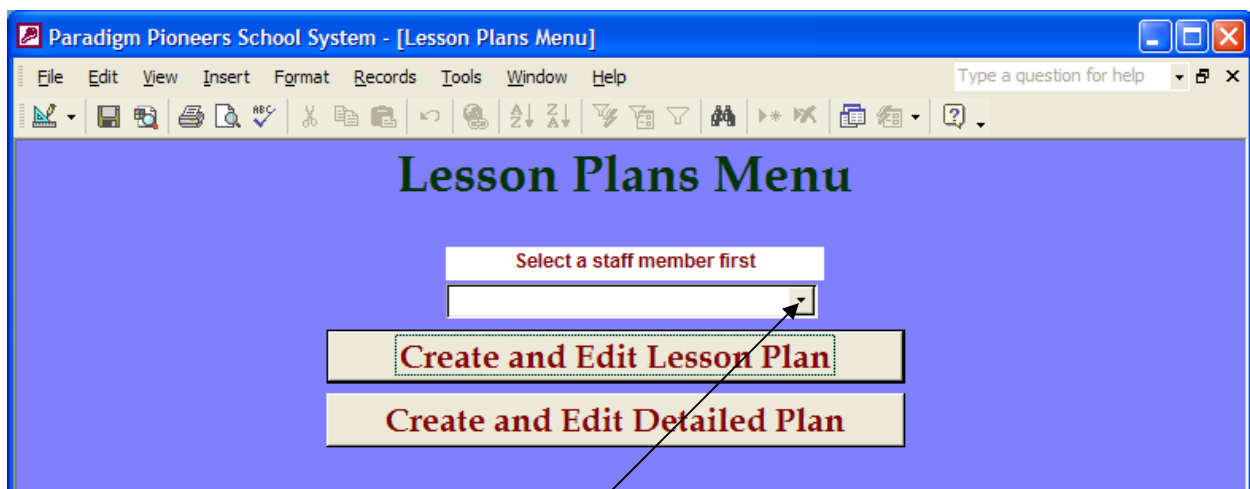 Paradigm Pioneers School System - [Lesson Plans Menu]
File Edit View Insert Format Records Tools Window Help Type a question for help
Lesson Plans Menu
Select a staff member first
Create and Edit Lesson Plan
Create and Edit Detailed Plan